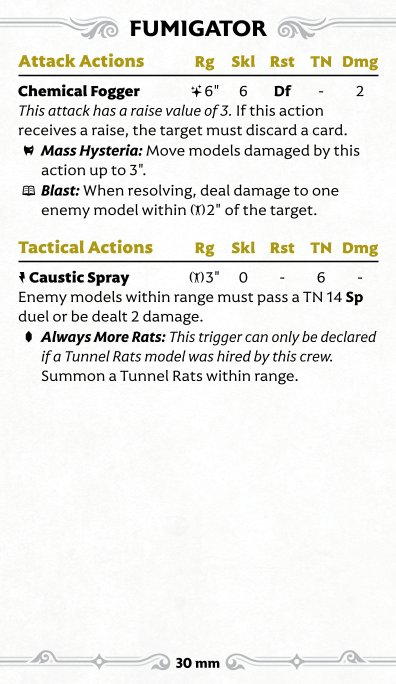 FUMIGATOR
Attack Actions Rg Skl Rst TN Dmg
Chemical Fogger 6" 6 Df - 2
This attack has a raise value of 3. If this action
receives a raise, the target must discard a card.
Mass Hysteria: Move models damaged by this
action up to 3".
Blast: When resolving, deal damage to one
enemy model within 2" of the target.
Tactical Actions Rg Skl Rst TN Dmg
Caustic Spray 3" 0 - 6 -
Enemy models within range must pass a TN 14 Sp
duel or be dealt 2 damage.
Always More Rats: This trigger can only be declared
if a Tunnel Rats model was hired by this crew.
Summon a Tunnel Rats within range.
30 mm